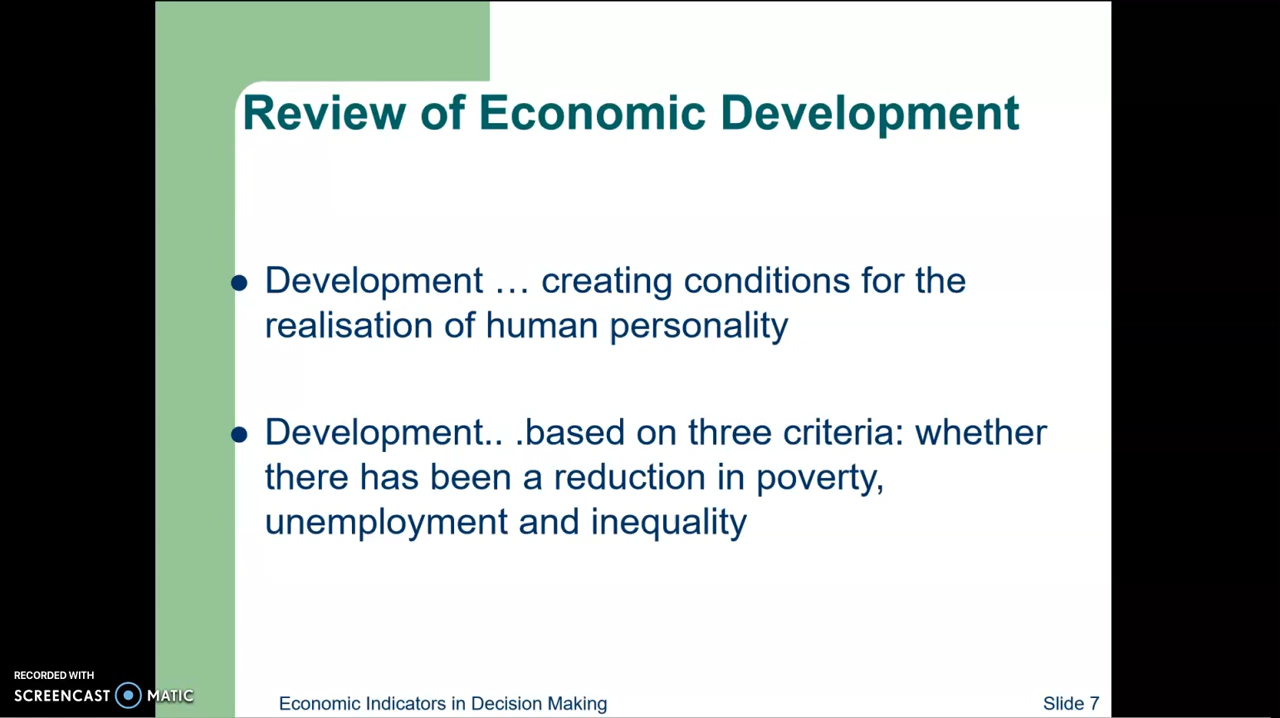 Review of Economic Development
● Development … creating conditions for the
realisation of human personality
● Development.. .based on three criteria: whether
there has been a reduction in poverty,
unemployment and inequality
RECORDED WITH
SCREENCAST MATIC
Economic Indicators in Decision Making
Slide 7